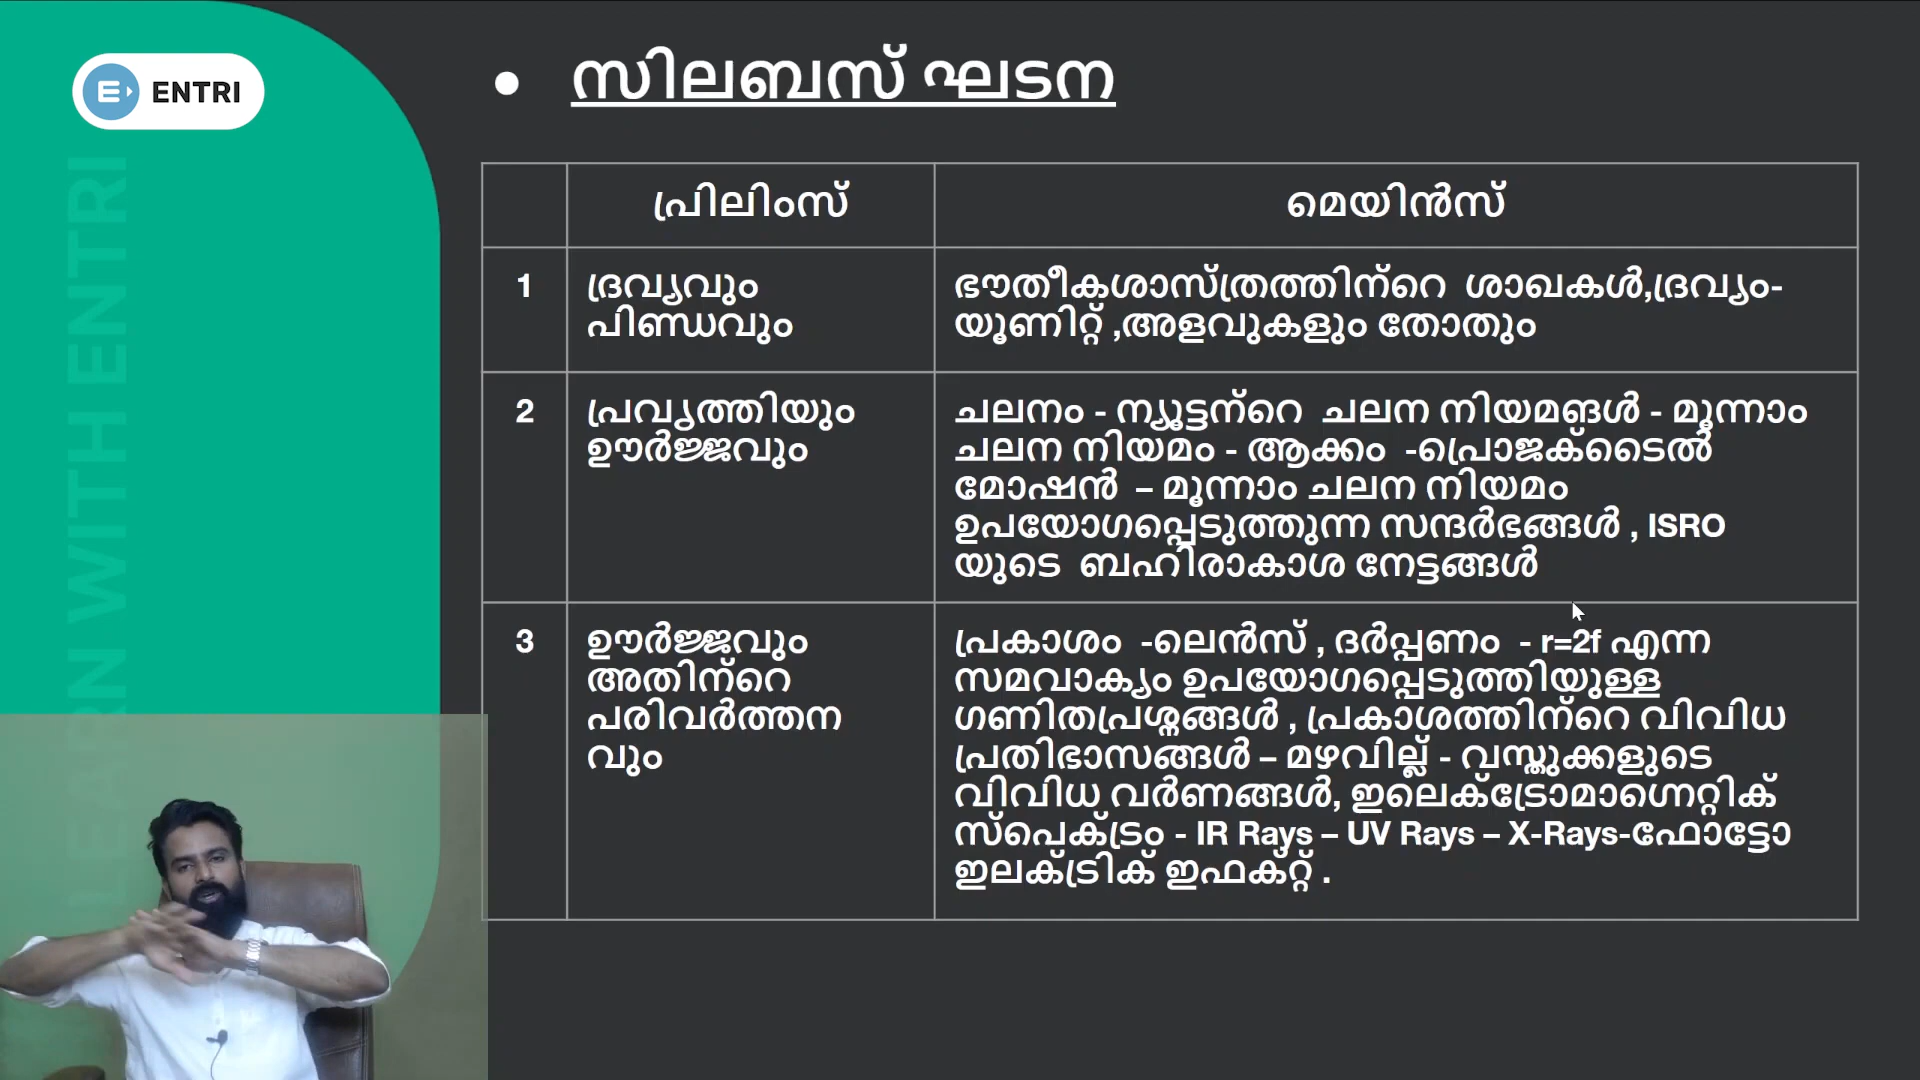 ENTRI
LEARN WITH ENTRI
• സിലബസ് ഘടന
പ്രിലിംസ്
മെയിൻസ്
1
ദ്രവ്യവും
പിണ്ഡവും
ഭൗതീകശാസ്ത്രത്തിന്റെ ശാഖകൾ,ദ്രവ്യം-
യൂണിറ്റ് ,അളവുകളും തോതും
2
പ്രവൃത്തിയും
ഊർജ്ജവും
ചലനം - ന്യൂട്ടന്റെ ചലന നിയമങൾ - മൂന്നാം
ചലന നിയമം - ആക്കം -പ്രൊജക്ടൈൽ
മോഷൻ – മൂന്നാം ചലന നിയമം
ഉപയോഗപ്പെടുത്തുന്ന സന്ദർഭങ്ങൾ , ISRO
യുടെ ബഹിരാകാശ നേട്ടങ്ങൾ
3
ഊർജ്ജവും
അതിന്റെ
പരിവർത്തന
വും
പ്രകാശം -ലെൻസ് , ദർപ്പണം - r=2f എന്ന
സമവാക്യം ഉപയോഗപ്പെടുത്തിയുള്ള
ഗണിതപ്രശ്നങ്ങൾ , പ്രകാശത്തിന്റെ വിവിധ
പ്രതിഭാസങ്ങൾ – മഴവില്ല് - വസ്തുക്കളുടെ
വിവിധ വർണങ്ങൾ, ഇലെക്ട്രോമാഗ്നെറ്റിക്
സ്പെക്ട്രം - IR Rays – UV Rays – X-Rays-ഫോട്ടോ
ഇലക്ട്രിക് ഇഫക്റ്റ് .